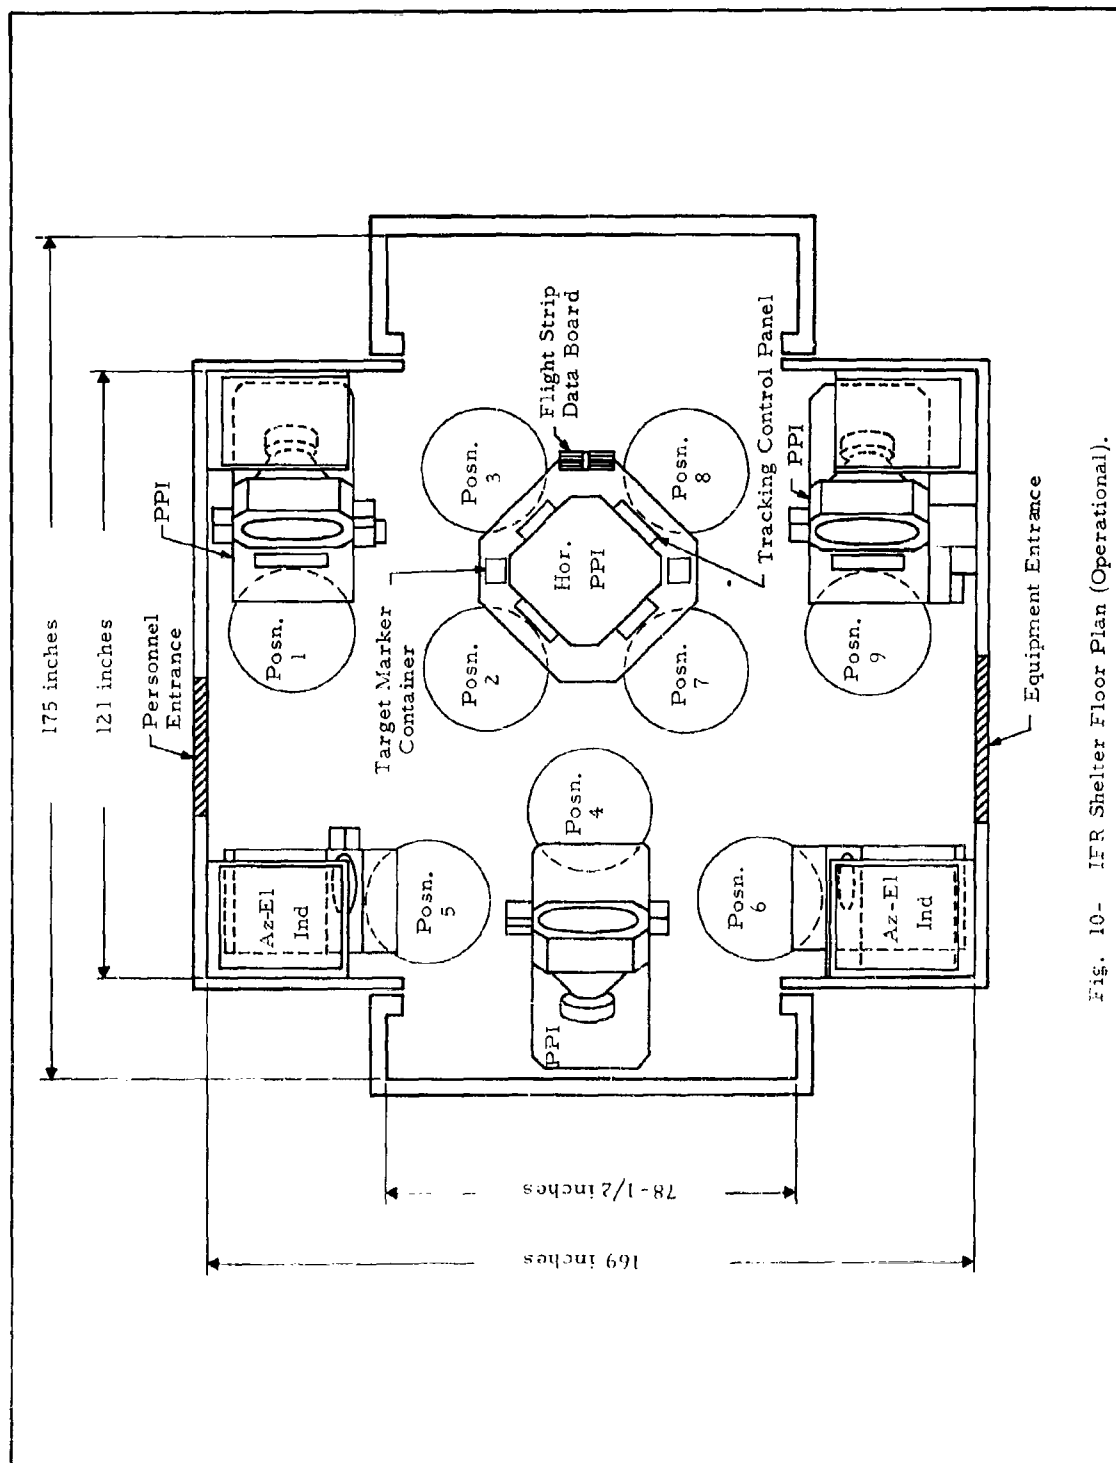 175 inches
121 inches
Personnel
Entrance
PPI
Posn.
1
Target Marker
Container
Posn.
2
Posn.
3
Hor.
PPI
Flight Strip
Data Board
Posn.
7
Posn.
8
Tracking Control Panel
Posn.
4
PPI
Az-El
Ind
Posn.
5
Posn.
6
Az-El
Ind
PPI
Posn.
9
Equipment Entrance
78-1/2 inches
169 inches
Fig. 10- IFR Shelter Floor Plan (Operational).